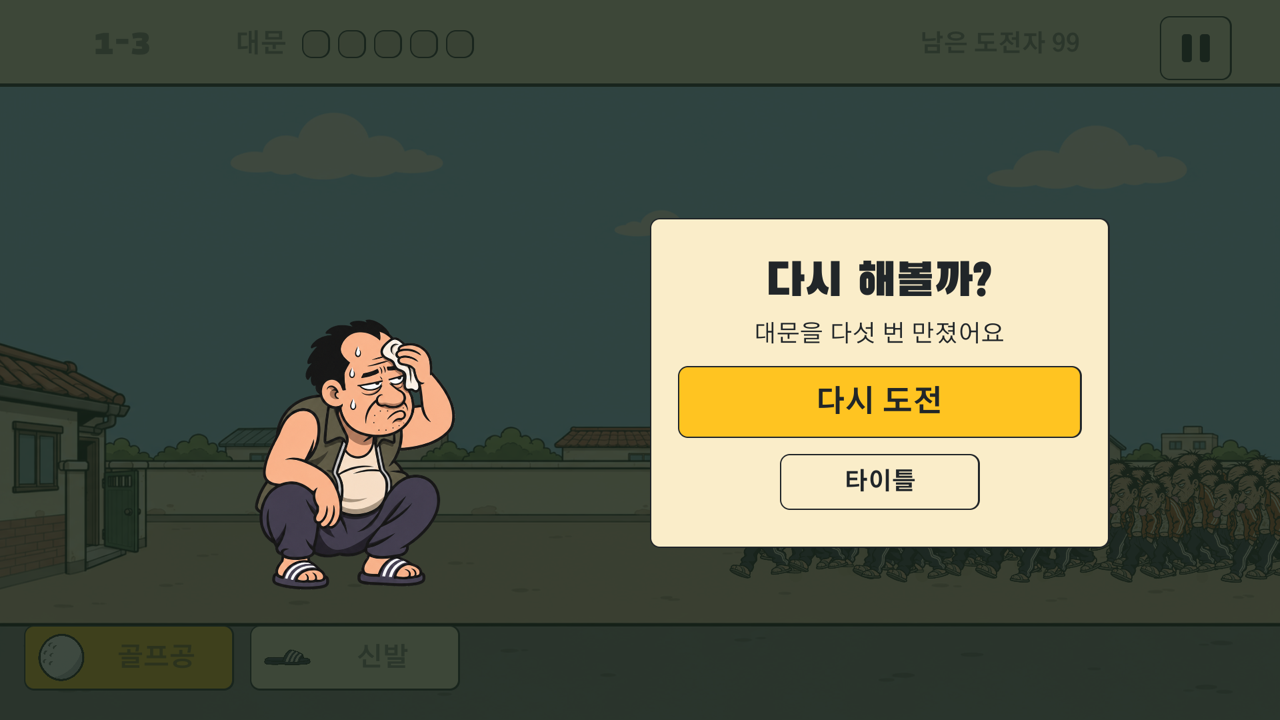 1-3
대문
남은 도전자 99
다시 해볼까?
대문을 다섯 번 만졌어요
다시 도전
타이틀
골프공
신발